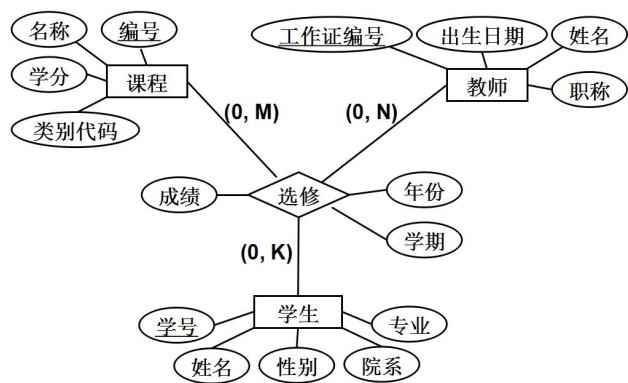 名称
编号
学分
课程
类别代码
工作证编号
出生日期
姓名
教师
职称
(0, M)
(0, N)
成绩
选修
年份
学期
(0, K)
学号
学生
专业
姓名
性别
院系